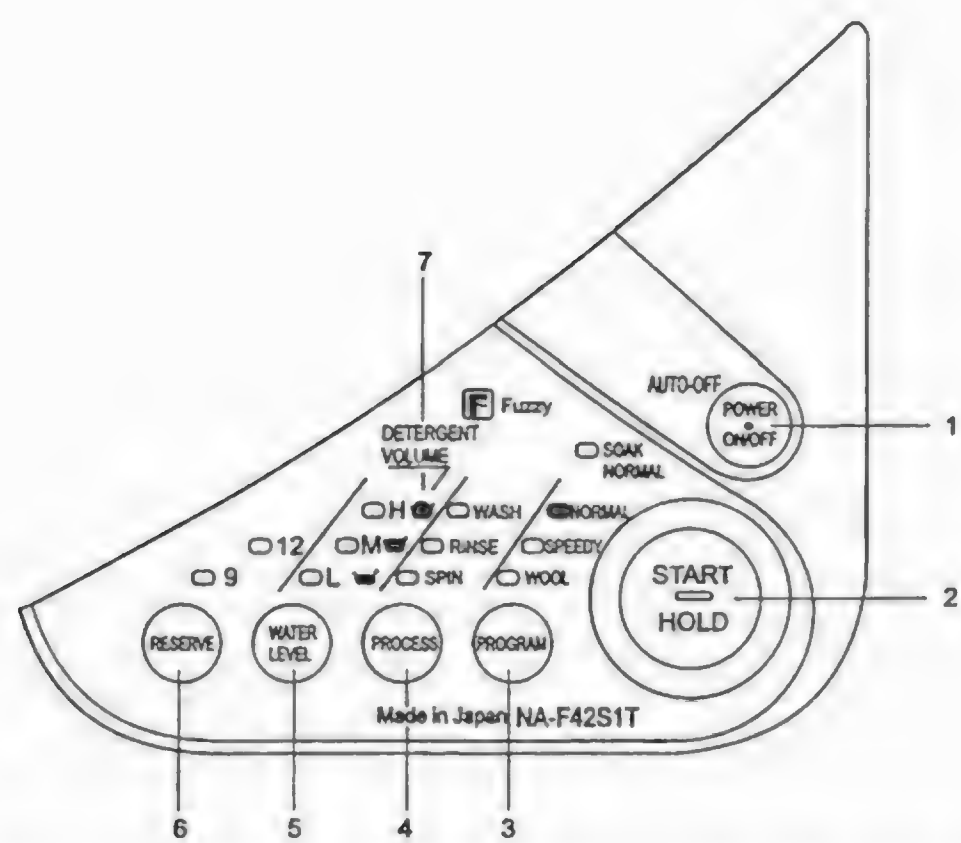 7
AUTO-OFF
POWER
ON/OFF
1
F Fuzzy
DETERGENT
VOLUME
SOAK
NORMAL
H WASH NORMAL
12 M RINSE SPEEDY
9 L SPIN WOOL
START
HOLD
2
RESERVE
WATER
LEVEL
PROCESS
PROGRAM
Made in Japan NA-F42S1T
6 5 4 3